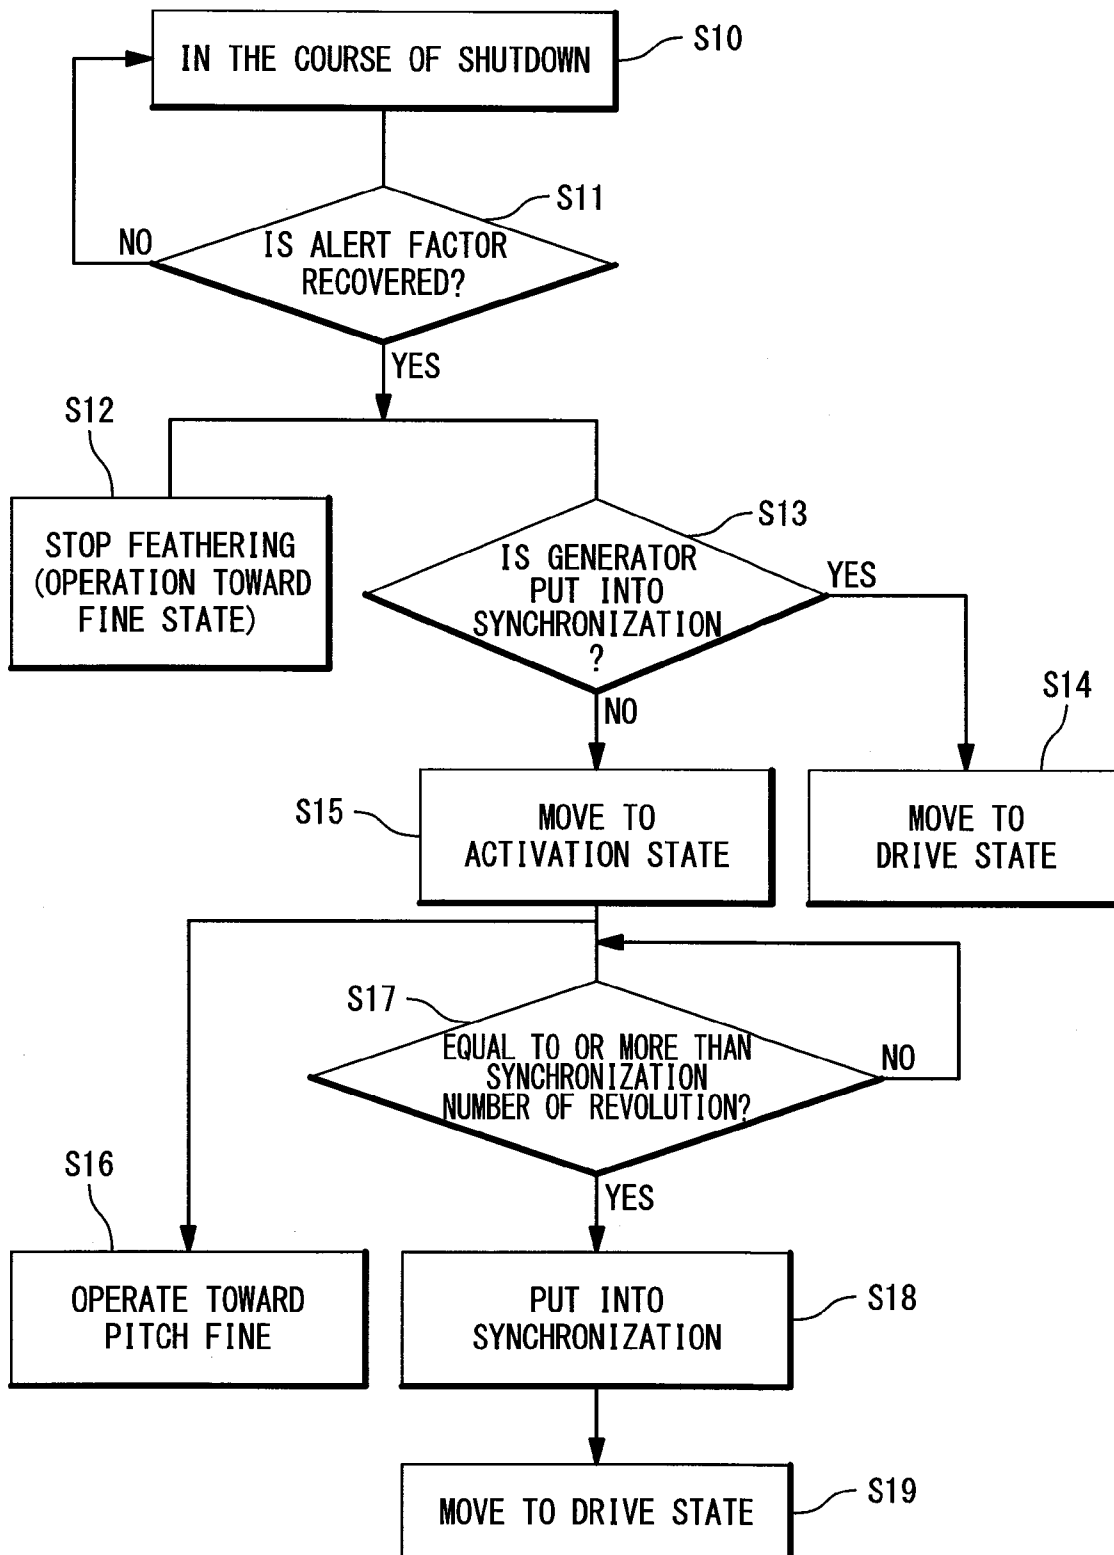 IN THE COURSE OF SHUTDOWN
S10
S11
IS ALERT FACTOR
RECOVERED?
NO
YES
S12
STOP FEATHERING
(OPERATION TOWARD
FINE STATE)
S13
IS GENERATOR
PUT INTO
SYNCHRONIZATION
?
YES
NO
S14
MOVE TO
DRIVE STATE
S15
MOVE TO
ACTIVATION STATE
S17
EQUAL TO OR MORE THAN
SYNCHRONIZATION
NUMBER OF REVOLUTION?
NO
YES
S16
OPERATE TOWARD
PITCH FINE
PUT INTO
SYNCHRONIZATION
S18
MOVE TO DRIVE STATE
S19